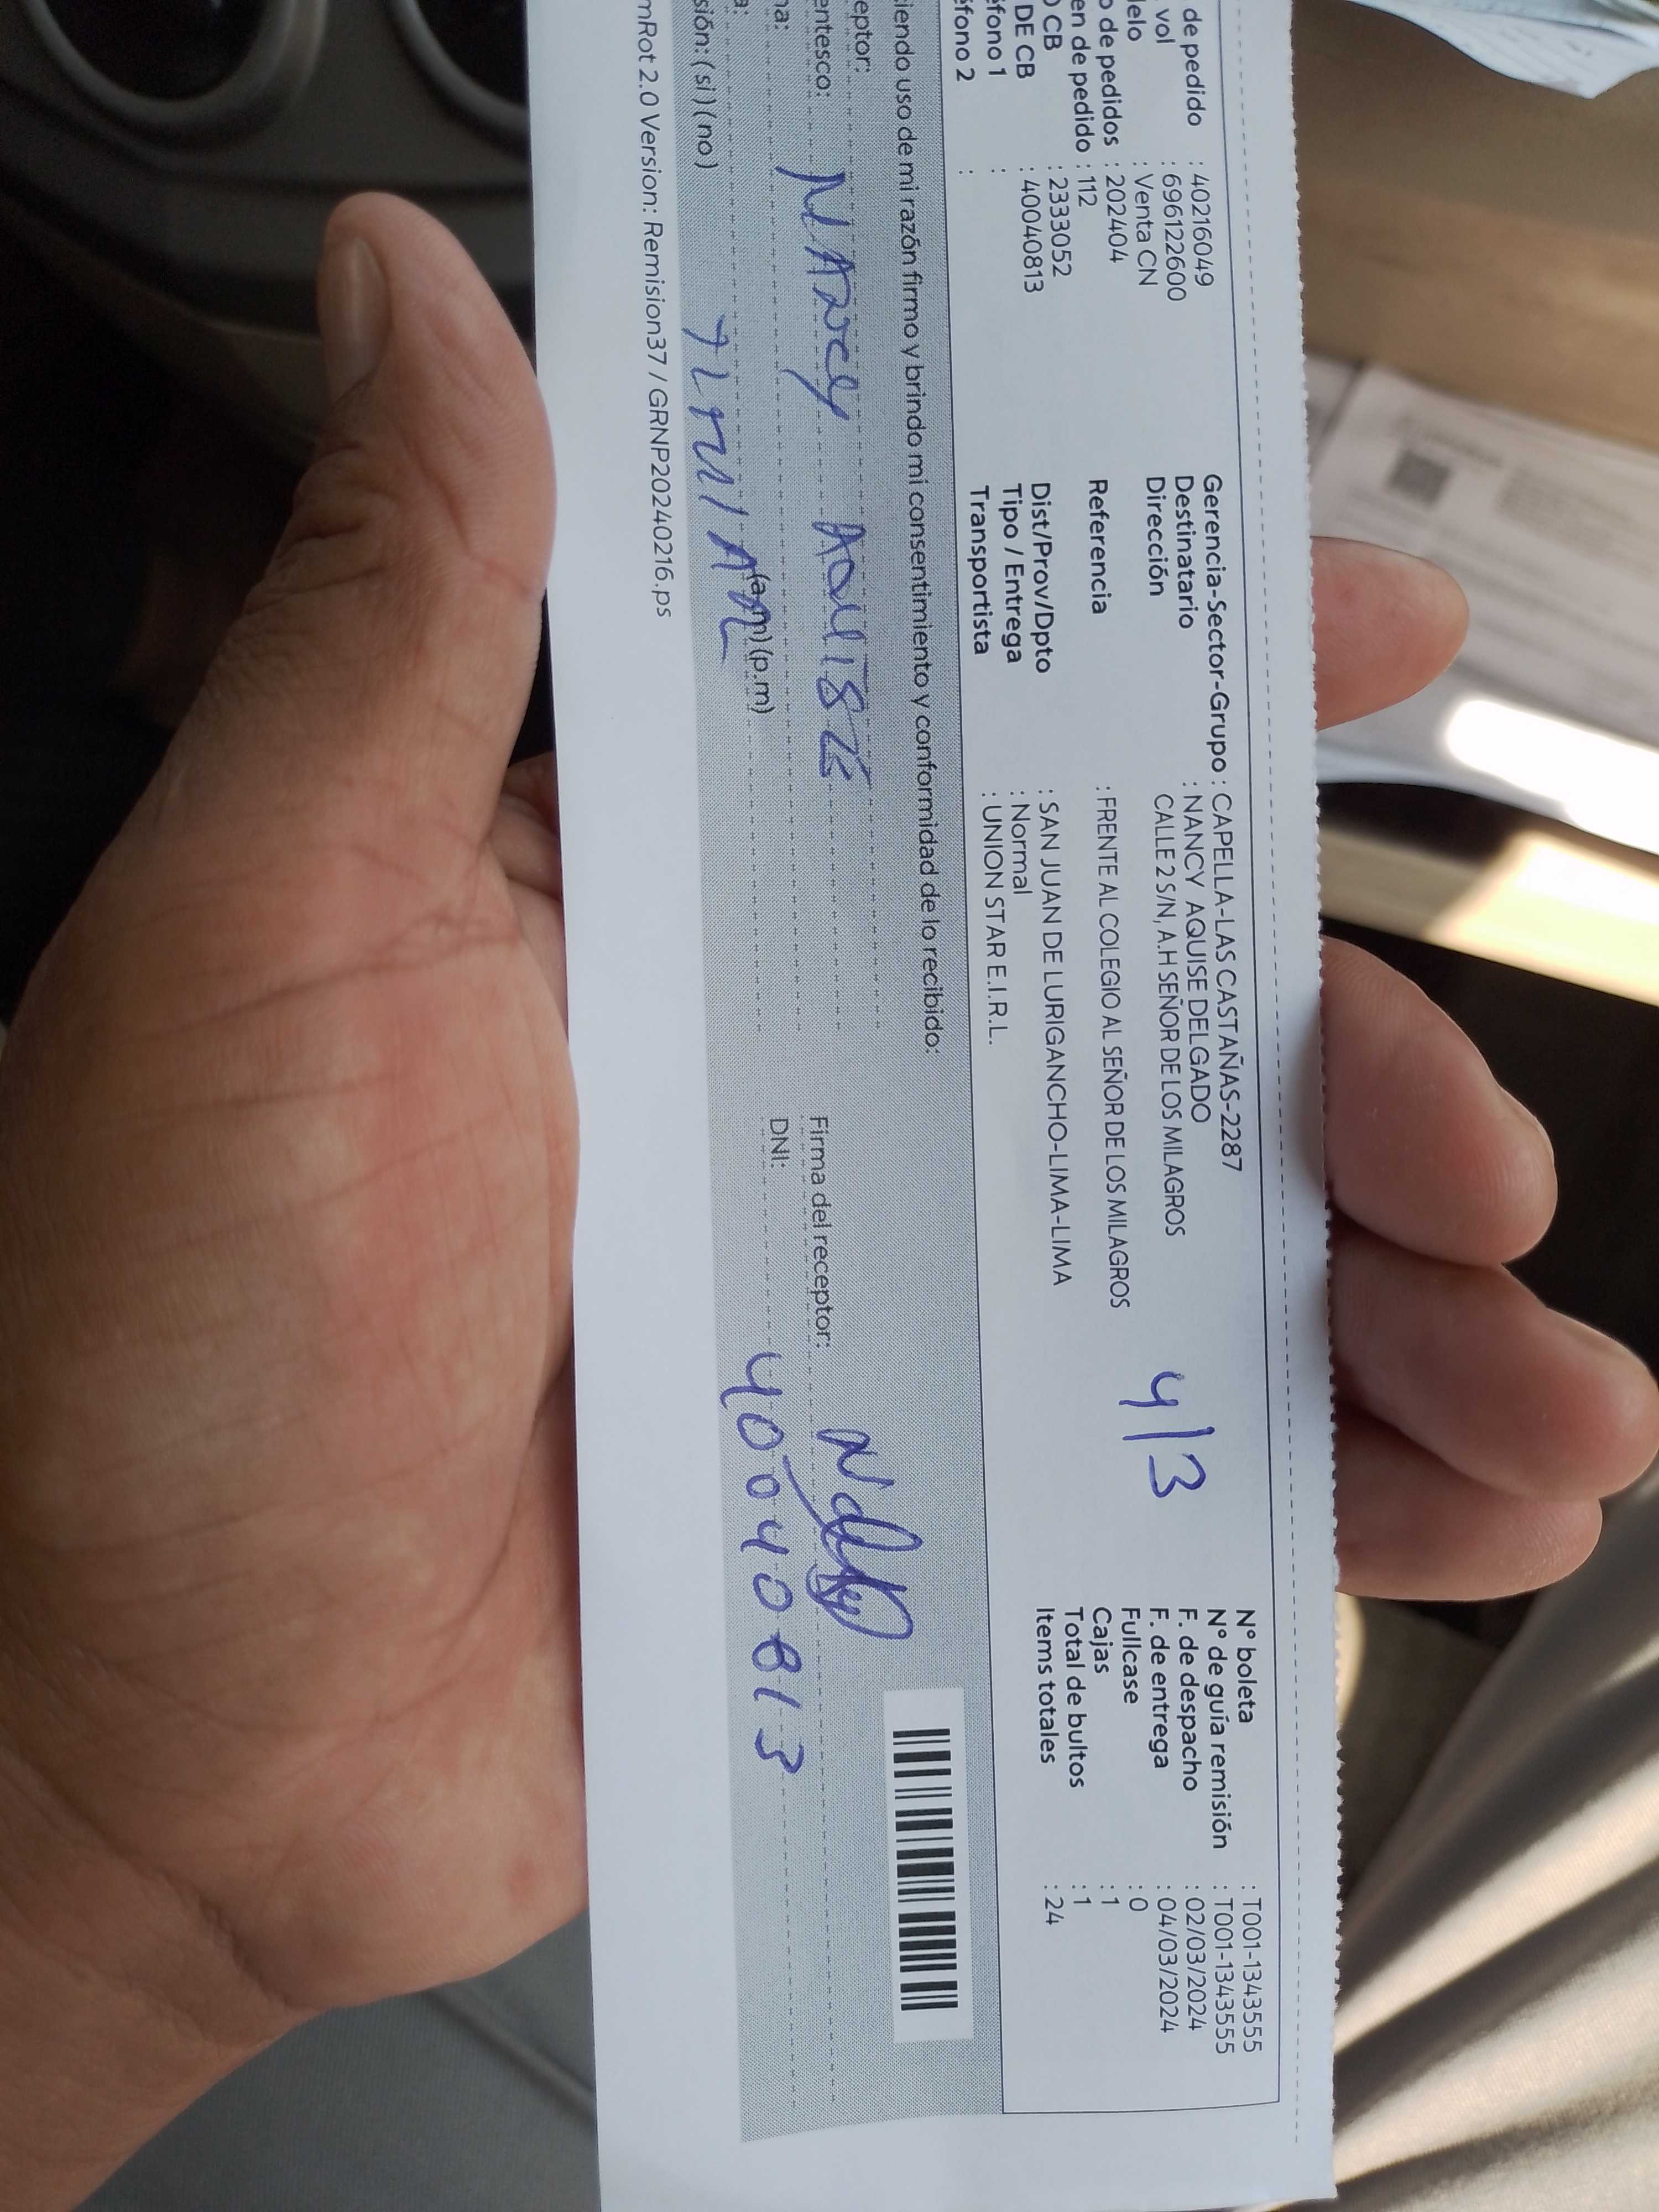 de pedido : 40216049
vol : 696122600
elo : Venta CN
o de pedidos : 202404
en de pedido : 112
CB : 2333052
DE CB : 40040813
éfono 1 :
éfono 2 :
Gerencia-Sector-Grupo : CAPELLA-LAS CASTAÑAS-2287
Destinatario : NANCY AQUISE DELGADO
Dirección CALLE 2 S/N, A.H SEÑOR DE LOS MILAGROS
Referencia : FRENTE AL COLEGIO AL SEÑOR DE LOS MILAGROS
Dist/Prov/Dpto : SAN JUAN DE LURIGANCHO-LIMA-LIMA
Tipo / Entrega : Normal
Transportista : UNION STAR E.I.R.L.
4/3
N° boleta : T001-1343555
N° de guía remisión : T001-1343555
F. de despacho : 02/03/2024
F. de entrega : 04/03/2024
Fullcase : 0
Cajas : 1
Total de bultos : 1
Items totales : 24
iendo uso de mi razón firmo y brindo mi consentimiento y conformidad de lo recibido:
eptor: NANCY AQUISE
entesco:
na:
(a.m) (p.m)
a:
sión: (si) (no)
Firma del receptor:
DNI: 40040813
mRot 2.0 Version: Remision37 / GRNP20240216.ps